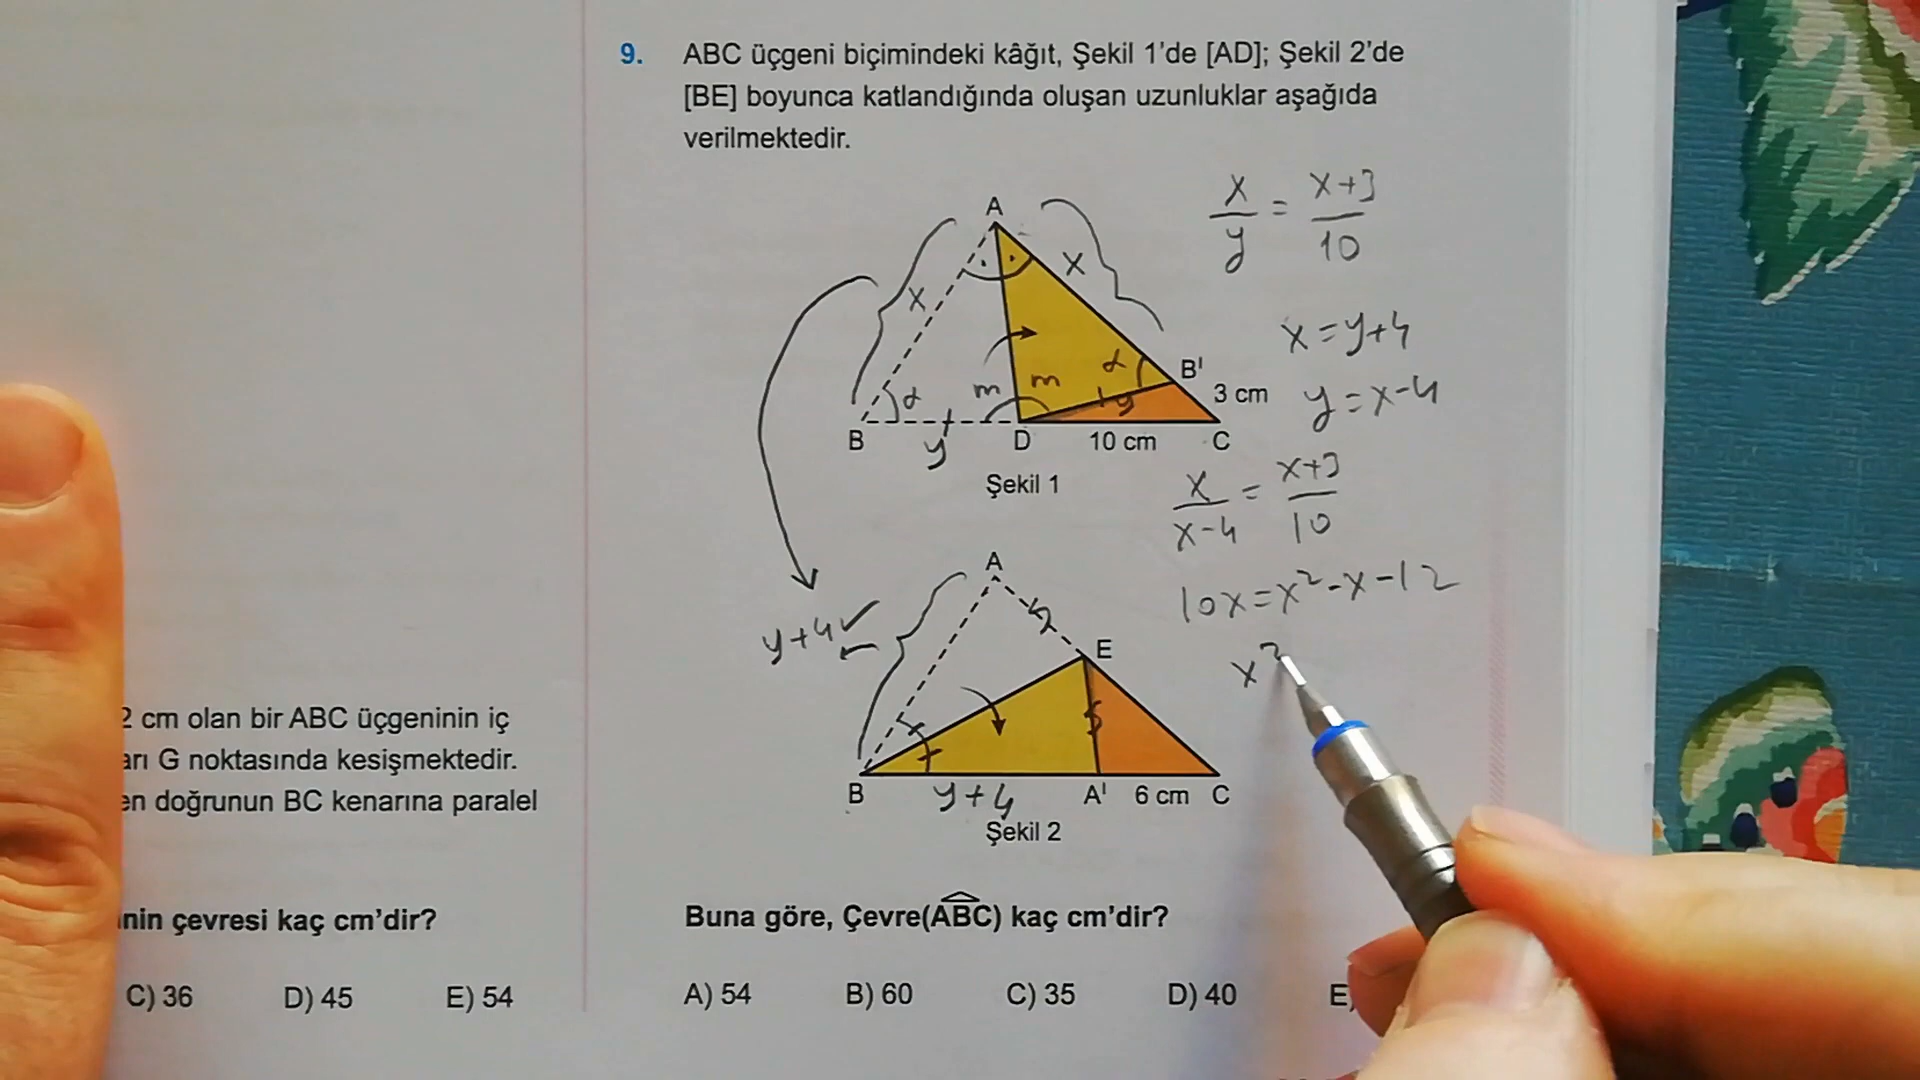 9. ABC üçgeni biçimindeki kâğıt, Şekil 1'de [AD]; Şekil 2'de
[BE] boyunca katlandığında oluşan uzunluklar aşağıda
verilmektedir.
x/y = x+3/10
A
x
x
x=y+4
α
B'
3 cm
y=x-4
α
m
m
y
B
D
10 cm
C
y
Şekil 1
x/x-4 = x+3/10
A
10x=x²-x-12
y+4
E
x²
B
y+4
A'
6 cm
C
Şekil 2
Buna göre, Çevre(ABC) kaç cm'dir?
A) 54
B) 60
C) 35
D) 40
E)
2 cm olan bir ABC üçgeninin iç
arı G noktasında kesişmektedir.
en doğrunun BC kenarına paralel
nin çevresi kaç cm'dir?
C) 36
D) 45
E) 54